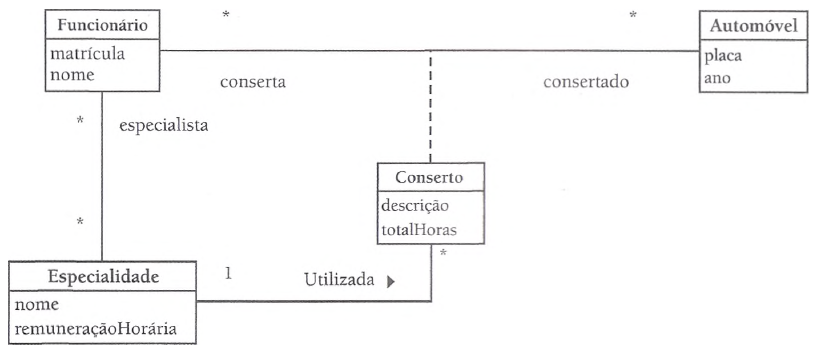 Funcionário
matrícula
nome
*
*
Automóvel
placa
ano
conserta
consertado
*
especialista
*
Conserto
descrição
totalHoras
*
Especialidade
nome
remuneraçãoHorária
1
Utilizada ▶